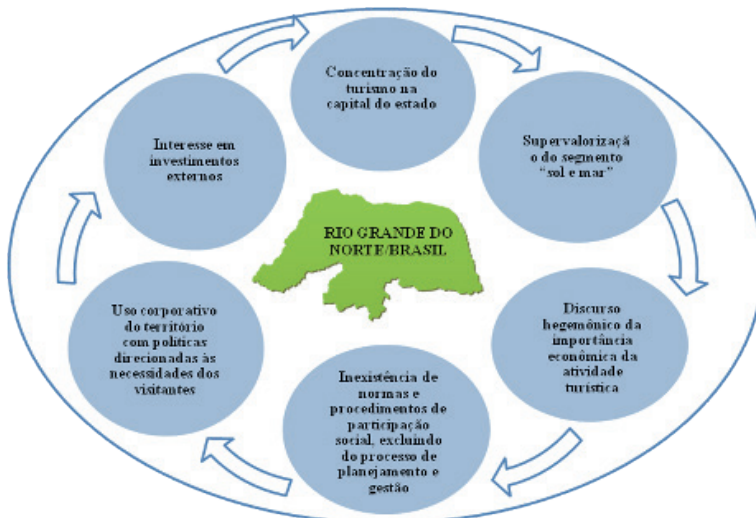 Concentração do
turismo na
capital do estado
Supervalorizaçã
o do segmento
“sol e mar”
Discurso
hegemônico da
importância
econômica da
atividade
turística
Inexistência de
normas e
procedimentos de
participação
social, excluindo
do processo de
planejamento e
gestão
Uso corporativo
do território
com políticas
direcionadas às
necessidades dos
visitantes
Interesse em
investimentos
externos
RIO GRANDE DO
NORTE/BRASIL